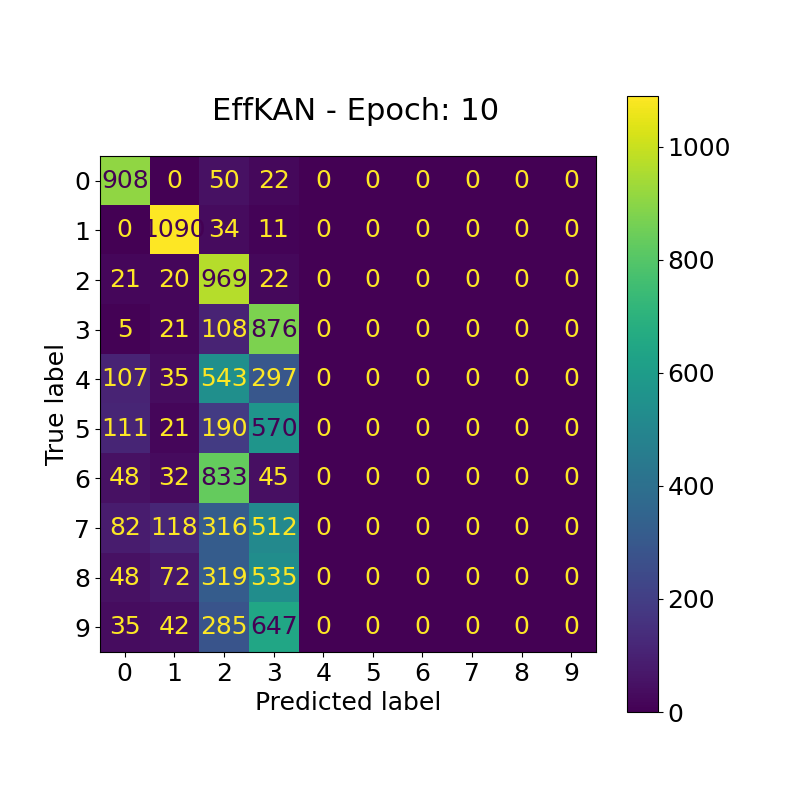 EffKAN - Epoch: 10
0 908 0 50 22 0 0 0 0 0 0
1 0 1090 34 11 0 0 0 0 0 0
2 21 20 969 22 0 0 0 0 0 0
3 5 21 108 876 0 0 0 0 0 0
4 107 35 543 297 0 0 0 0 0 0
5 111 21 190 570 0 0 0 0 0 0
6 48 32 833 45 0 0 0 0 0 0
7 82 118 316 512 0 0 0 0 0 0
8 48 72 319 535 0 0 0 0 0 0
9 35 42 285 647 0 0 0 0 0 0
0 1 2 3 4 5 6 7 8 9
Predicted label
True label
1000
800
600
400
200
0